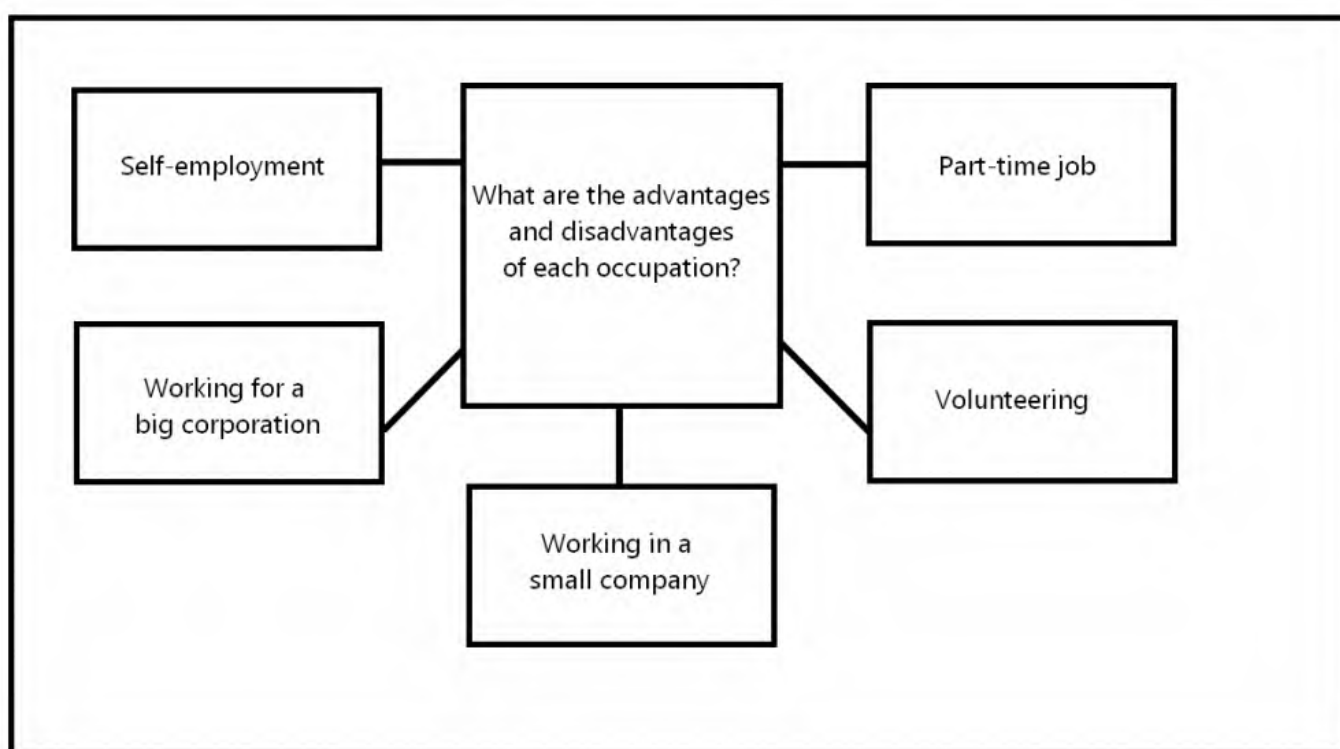 Self-employment
What are the advantages
and disadvantages
of each occupation?
Part-time job
Working for a
big corporation
Volunteering
Working in a
small company